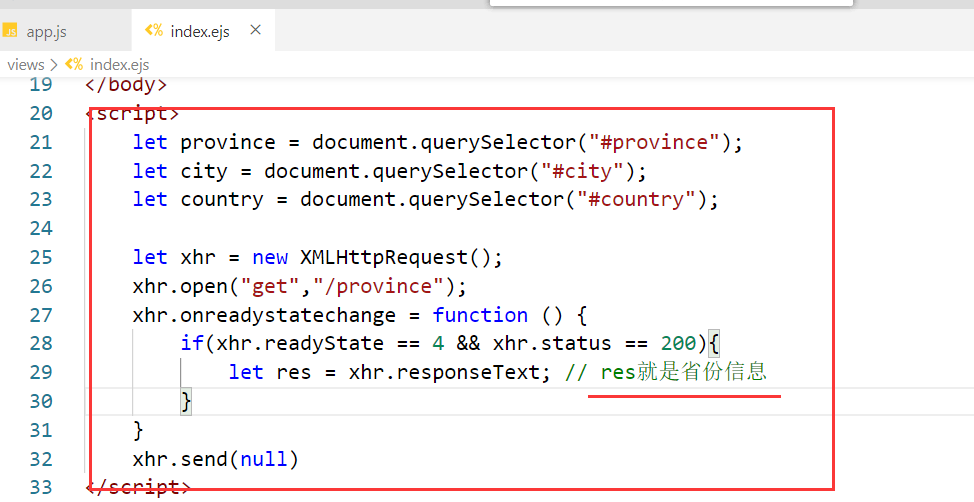 JS app.js
<% index.ejs ×
views > <% index.ejs
19 </body>
20 <script>
21 let province = document.querySelector("#province");
22 let city = document.querySelector("#city");
23 let country = document.querySelector("#country");
24
25 let xhr = new XMLHttpRequest();
26 xhr.open("get","/province");
27 xhr.onreadystatechange = function () {
28 if(xhr.readyState == 4 && xhr.status == 200){
29 let res = xhr.responseText; // res就是省份信息
30 }
31 }
32 xhr.send(null)
33 </script>